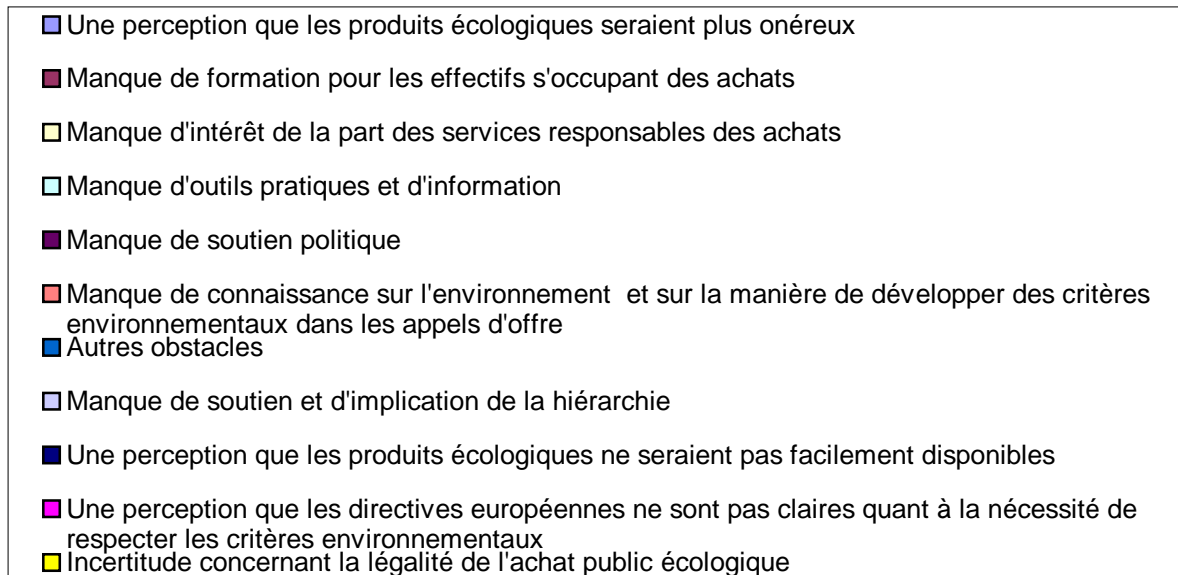 Une perception que les produits écologiques seraient plus onéreux
Manque de formation pour les effectifs s'occupant des achats
Manque d'intérêt de la part des services responsables des achats
Manque d'outils pratiques et d'information
Manque de soutien politique
Manque de connaissance sur l'environnement et sur la manière de développer des critères
environnementaux dans les appels d'offre
Autres obstacles
Manque de soutien et d'implication de la hiérarchie
Une perception que les produits écologiques ne seraient pas facilement disponibles
Une perception que les directives européennes ne sont pas claires quant à la nécessité de
respecter les critères environnementaux
Incertitude concernant la légalité de l'achat public écologique